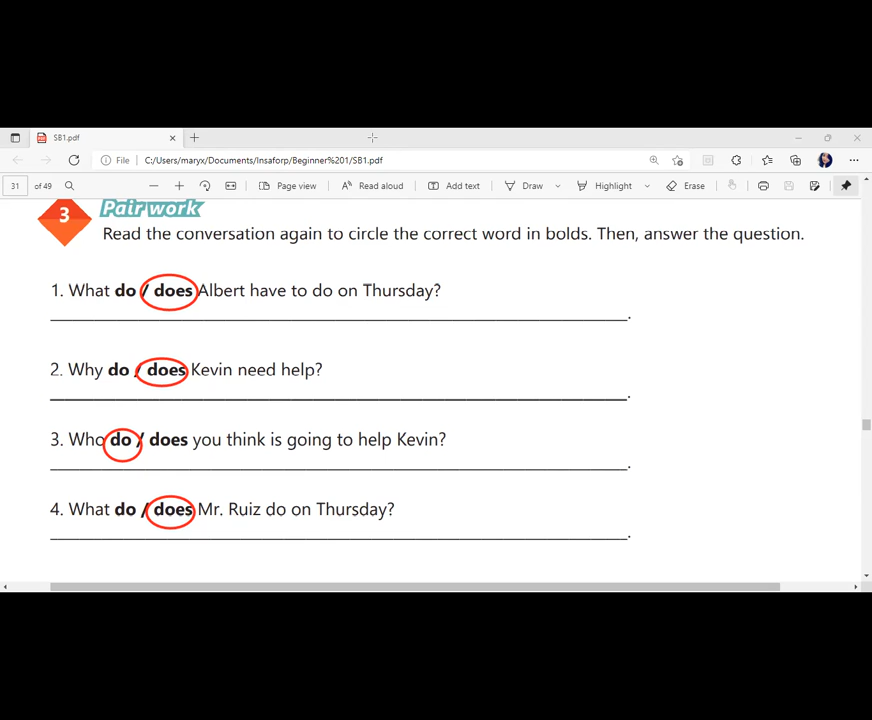 SB1.pdf
File C:/Users/maryx/Documents/Insaforp/Beginner%201/SB1.pdf
31 of 49 Page view Read aloud Add text Draw Highlight Erase
3 Pair work
Read the conversation again to circle the correct word in bolds. Then, answer the question.
1. What do / does Albert have to do on Thursday?
.
2. Why do / does Kevin need help?
.
3. Who do / does you think is going to help Kevin?
.
4. What do / does Mr. Ruiz do on Thursday?
.